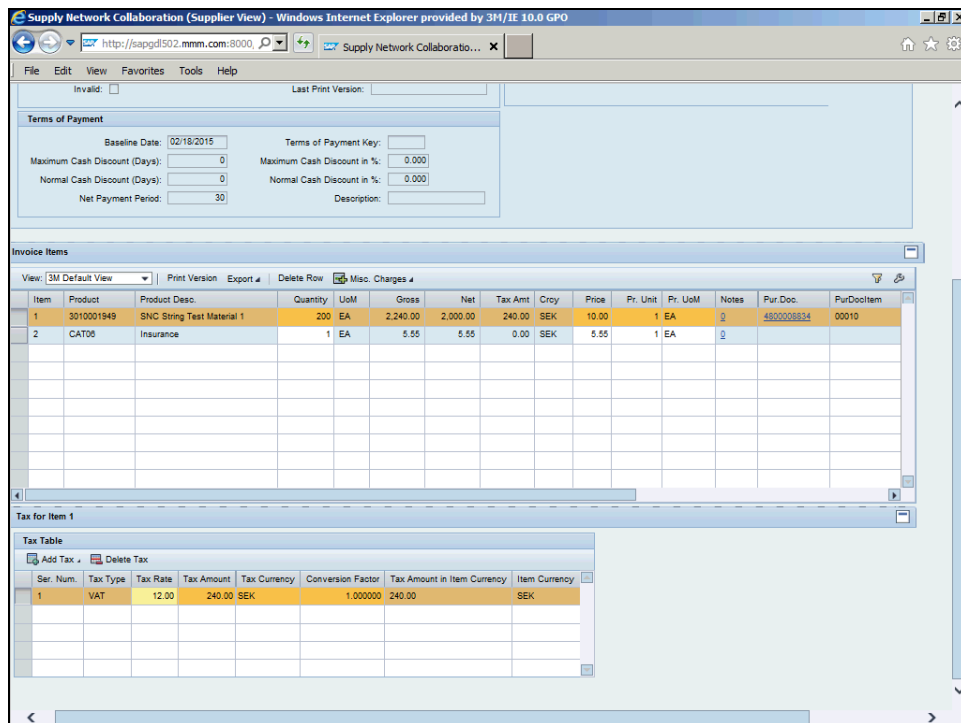 Supply Network Collaboration (Supplier View) - Windows Internet Explorer provided by 3M/IE 10.0 GPO
http://sapgdl502.mmm.com:8000, Supply Network Collaboratio...
File Edit View Favorites Tools Help
Invalid: Last Print Version:
Terms of Payment
Baseline Date: 02/18/2015 Terms of Payment Key:
Maximum Cash Discount (Days): 0 Maximum Cash Discount in %: 0.000
Normal Cash Discount (Days): 0 Normal Cash Discount in %: 0.000
Net Payment Period: 30 Description:
Invoice Items
View: 3M Default View Print Version Export Delete Row Misc. Charges
Item Product Product Desc. Quantity UoM Gross Net Tax Amt Crcy Price Pr. Unit Pr. UoM Notes Pur.Doc. PurDocItem
1 3010001949 SNC String Test Material 1 200 EA 2,240.00 2,000.00 240.00 SEK 10.00 1 EA 0 4800008834 00010
2 CAT06 Insurance 1 EA 5.55 5.55 0.00 SEK 5.55 1 EA 0
Tax for Item 1
Tax Table
Add Tax Delete Tax
Ser. Num. Tax Type Tax Rate Tax Amount Tax Currency Conversion Factor Tax Amount in Item Currency Item Currency
1 VAT 12.00 240.00 SEK 1.000000 240.00 SEK